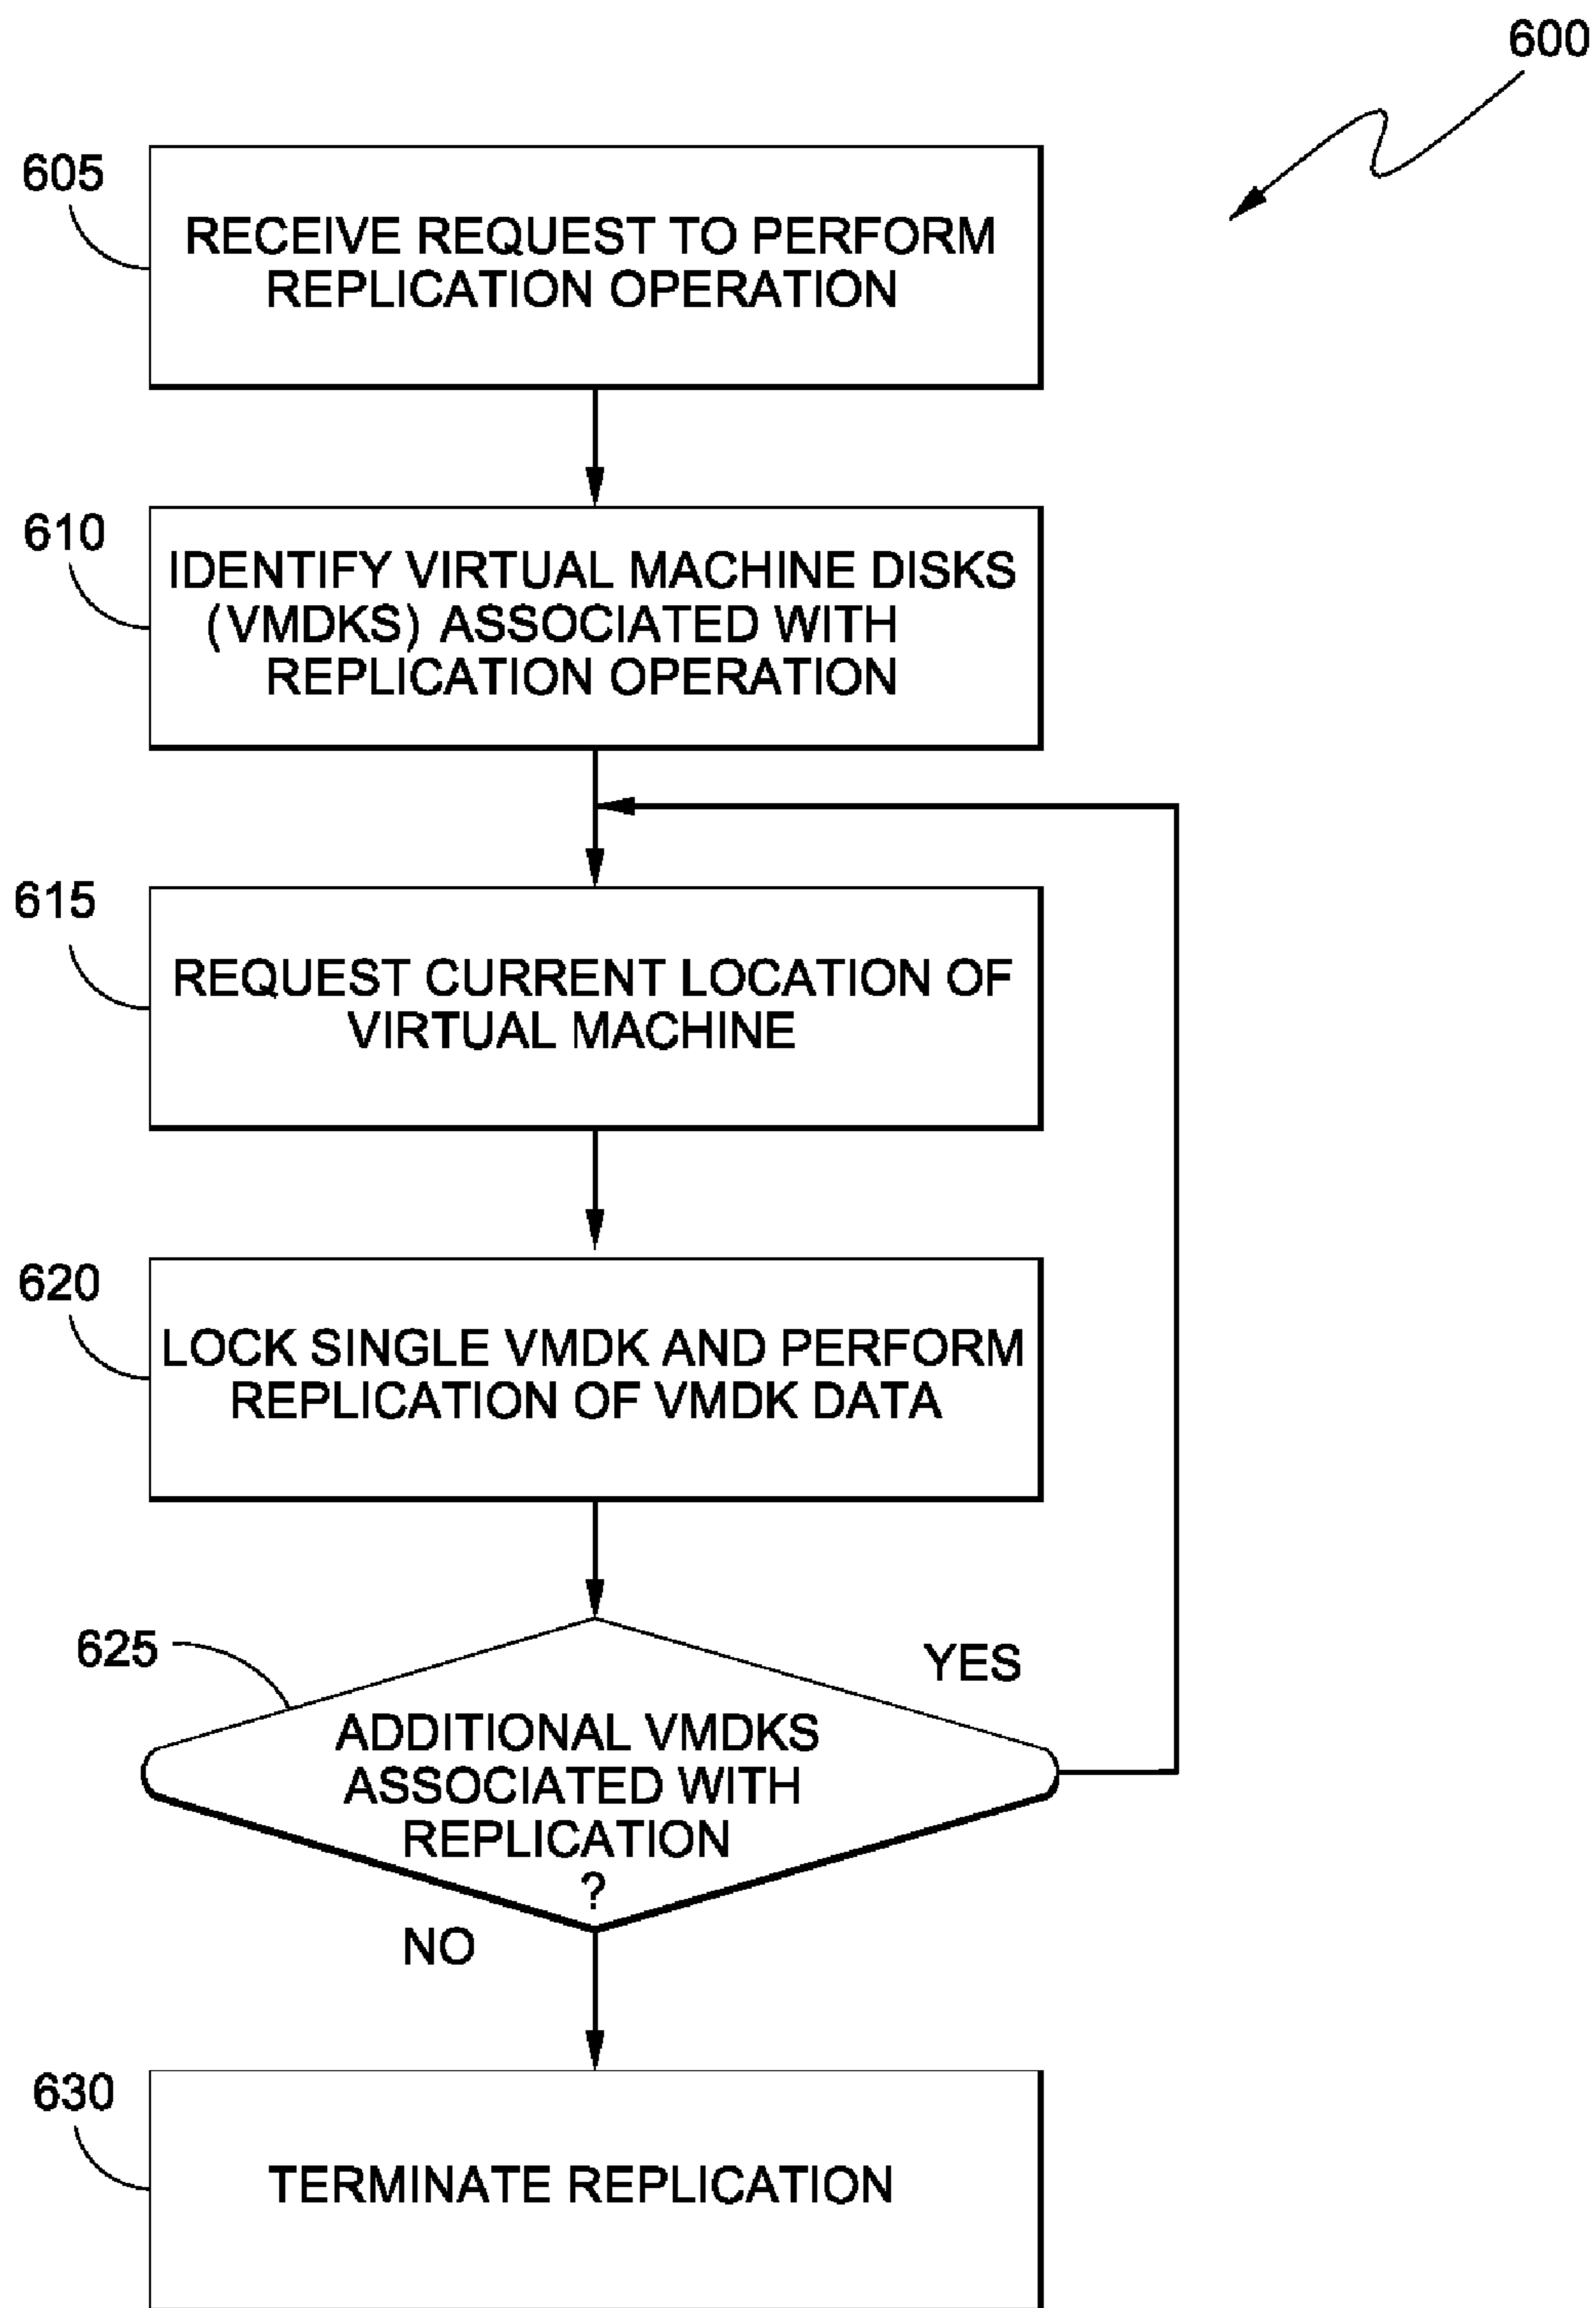 600
605
RECEIVE REQUEST TO PERFORM
REPLICATION OPERATION
610
IDENTIFY VIRTUAL MACHINE DISKS
(VMDKS) ASSOCIATED WITH
REPLICATION OPERATION
615
REQUEST CURRENT LOCATION OF
VIRTUAL MACHINE
620
LOCK SINGLE VMDK AND PERFORM
REPLICATION OF VMDK DATA
625
YES
ADDITIONAL VMDKS
ASSOCIATED WITH
REPLICATION
?
NO
630
TERMINATE REPLICATION